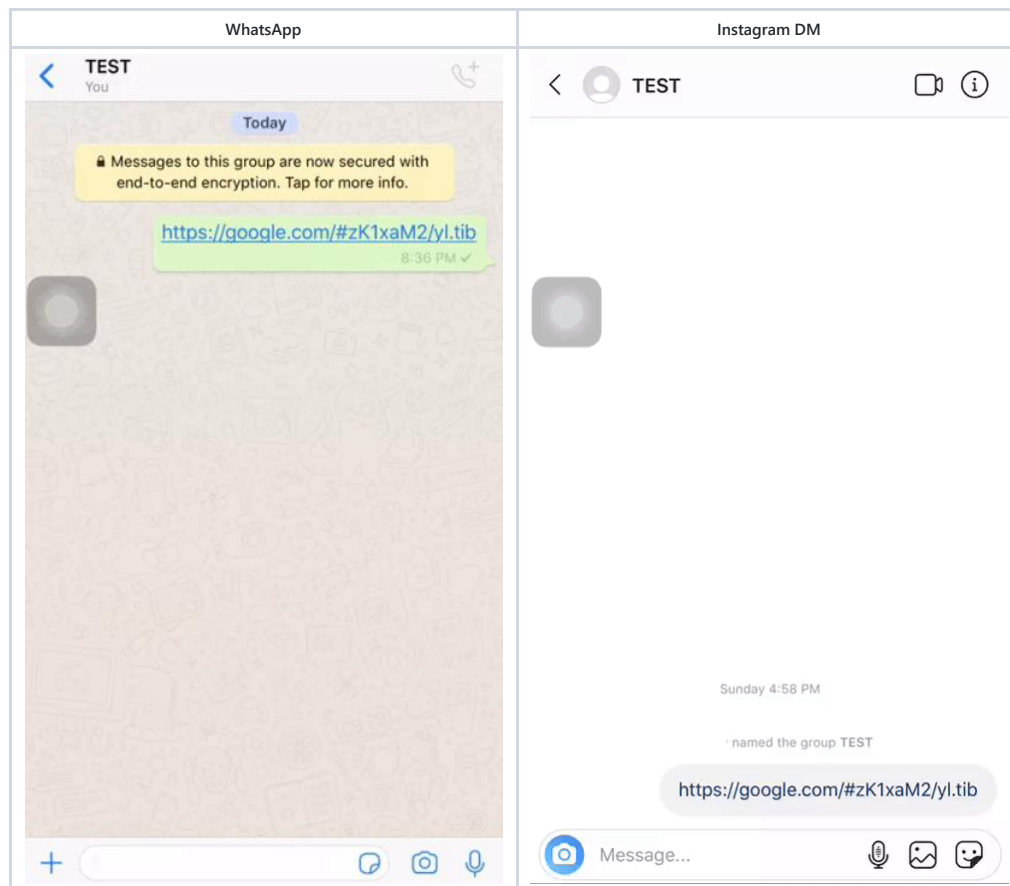 WhatsApp
Instagram DM
TEST
You
Today
Messages to this group are now secured with
end-to-end encryption. Tap for more info.
https://google.com/#zK1xaM2/yl.tib
8:36 PM
TEST
Sunday 4:58 PM
named the group TEST
https://google.com/#zK1xaM2/yl.tib
Message...